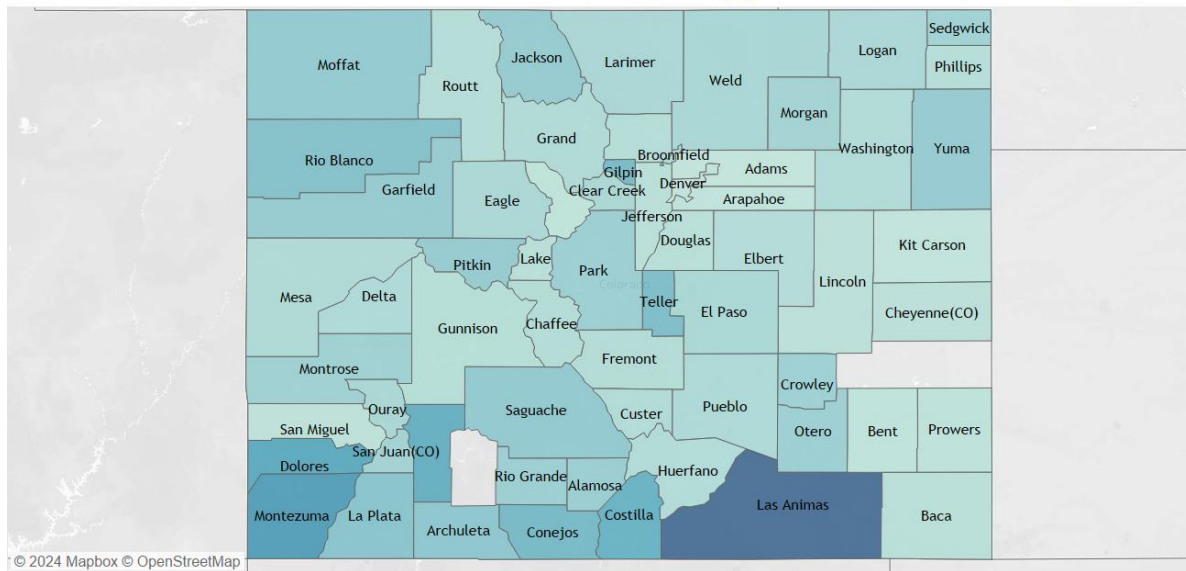 Sedgwick
Logan
Moffat
Jackson
Larimer
Phillips
Routt
Weld
Morgan
Grand
Washington
Yuma
Broomfield
Rio Blanco
Gilpin
Adams
Denver
Garfield
Clear Creek
Eagle
Arapahoe
Jefferson
Douglas
Kit Carson
Lake
Elbert
Pitkin
Park
Lincoln
Colorado
Mesa
Delta
Teller
El Paso
Cheyenne(CO)
Chaffee
Gunnison
Fremont
Montrose
Crowley
Ouray
Saguache
Custer
Pueblo
San Miguel
Otero
Bent
Prowers
San Juan(CO)
Dolores
Rio Grande
Huerfano
Alamosa
Las Animas
Montezuma
La Plata
Costilla
Baca
Archuleta
Conejos
© 2024 Mapbox © OpenStreetMap